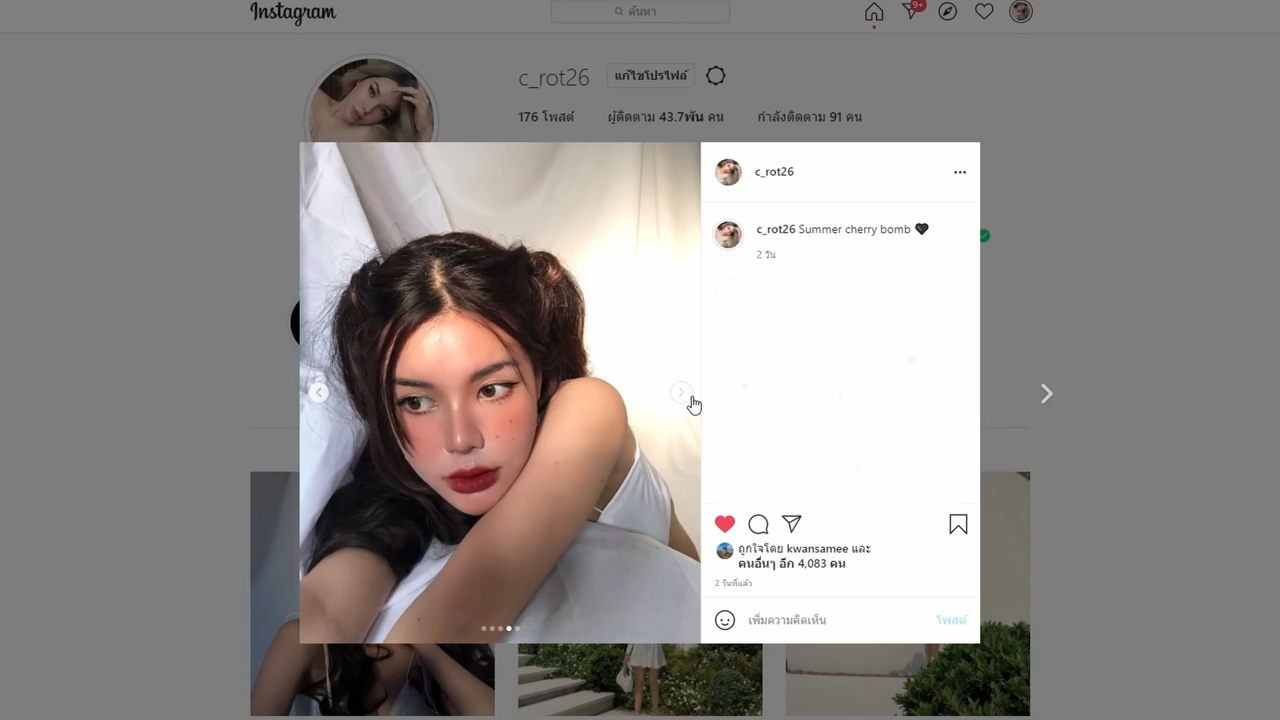 Instagram
ค้นหา
9+
c_rot26
แก้ไขโปรไฟล์
176 โพสต์
ผู้ติดตาม 43.7พัน คน
กำลังติดตาม 91 คน
c_rot26
c_rot26 Summer cherry bomb 🖤
2 วัน
ถูกใจโดย kwansamee และ
คนอื่นๆ อีก 4,083 คน
2 วันที่แล้ว
เพิ่มความคิดเห็น
โพสต์